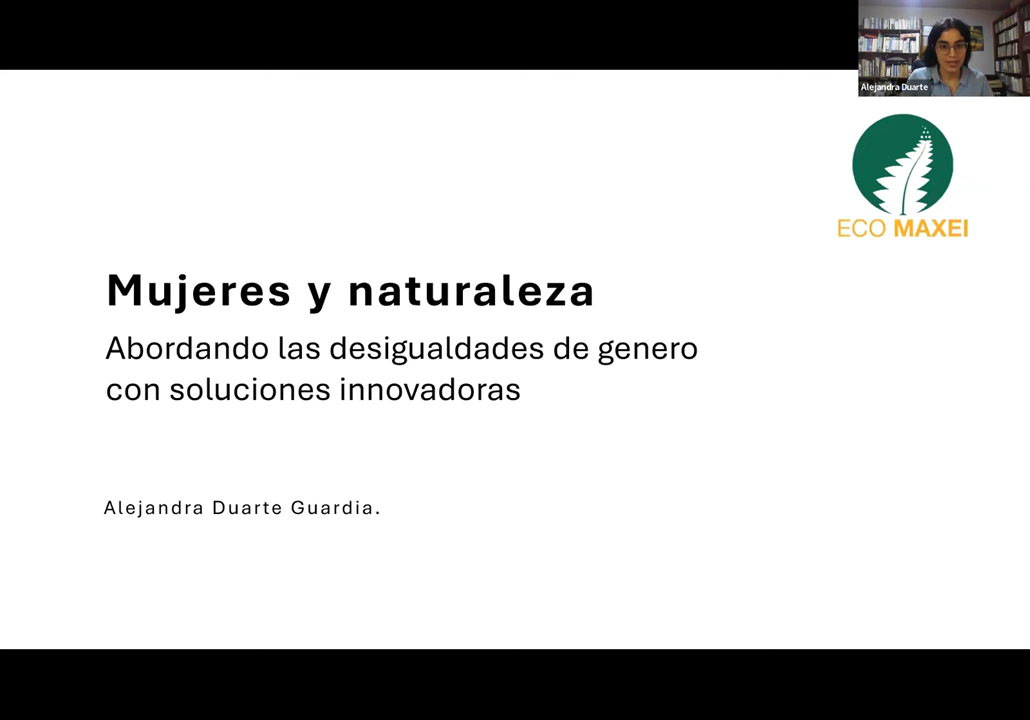 Alejandra Duarte
ECO MAXEI
Mujeres y naturaleza
Abordando las desigualdades de genero
con soluciones innovadoras
Alejandra Duarte Guardia.